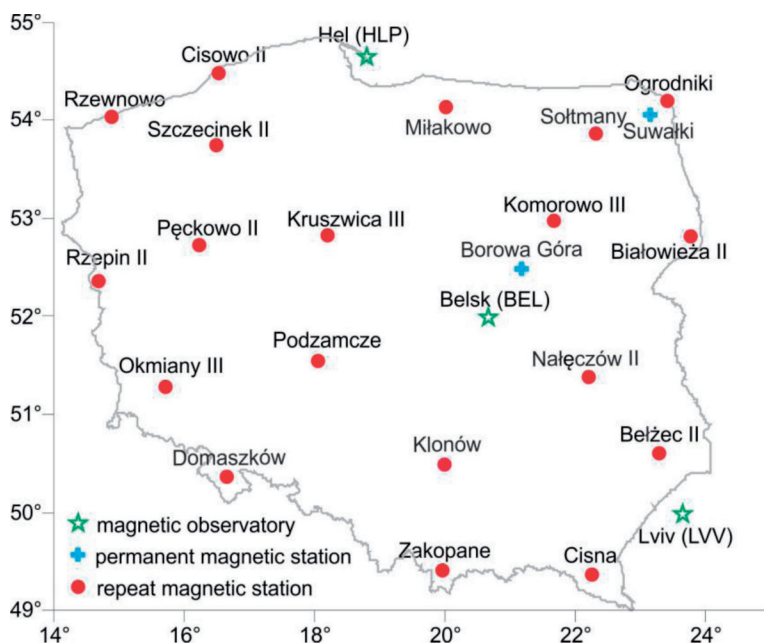 55°
Hel (HLP)
Cisowo II
Ogrodniki
Rzewnowo
54°
Szczecinek II
Miłakowo
Sołtmany
Suwałki
53°
Komorowo III
Kruszwica III
Pęckowo II
Białowieża II
Borowa Góra
Rzepin II
Belsk (BEL)
52°
Podzamcze
Okmiany III
Nałęczów II
51°
Bełżec II
Klonów
Domaszków
50°
magnetic observatory
Lviv (LVV)
permanent magnetic station
Zakopane
Cisna
repeat magnetic station
49°
14° 16° 18° 20° 22° 24°